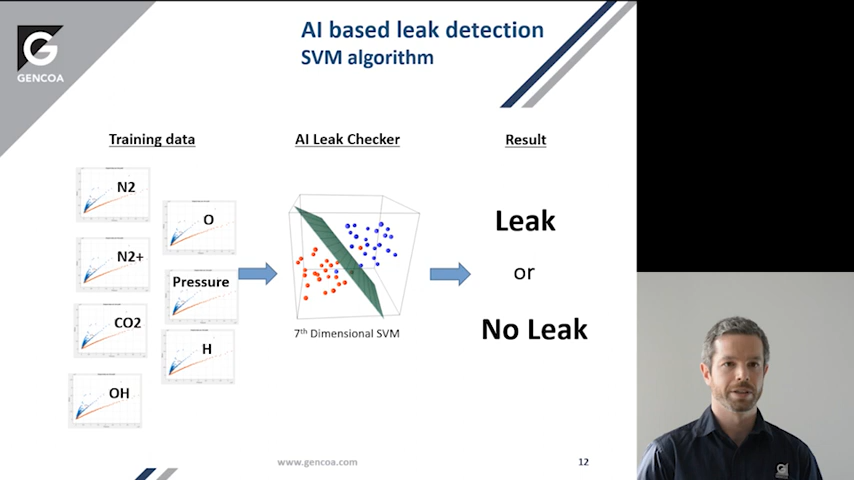 AI based leak detection
SVM algorithm
G
GENCOA
Training data
AI Leak Checker
Result
N2
O
N2+
Pressure
CO2
H
OH
7th Dimensional SVM
Leak
or
No Leak
www.gencoa.com
12
G